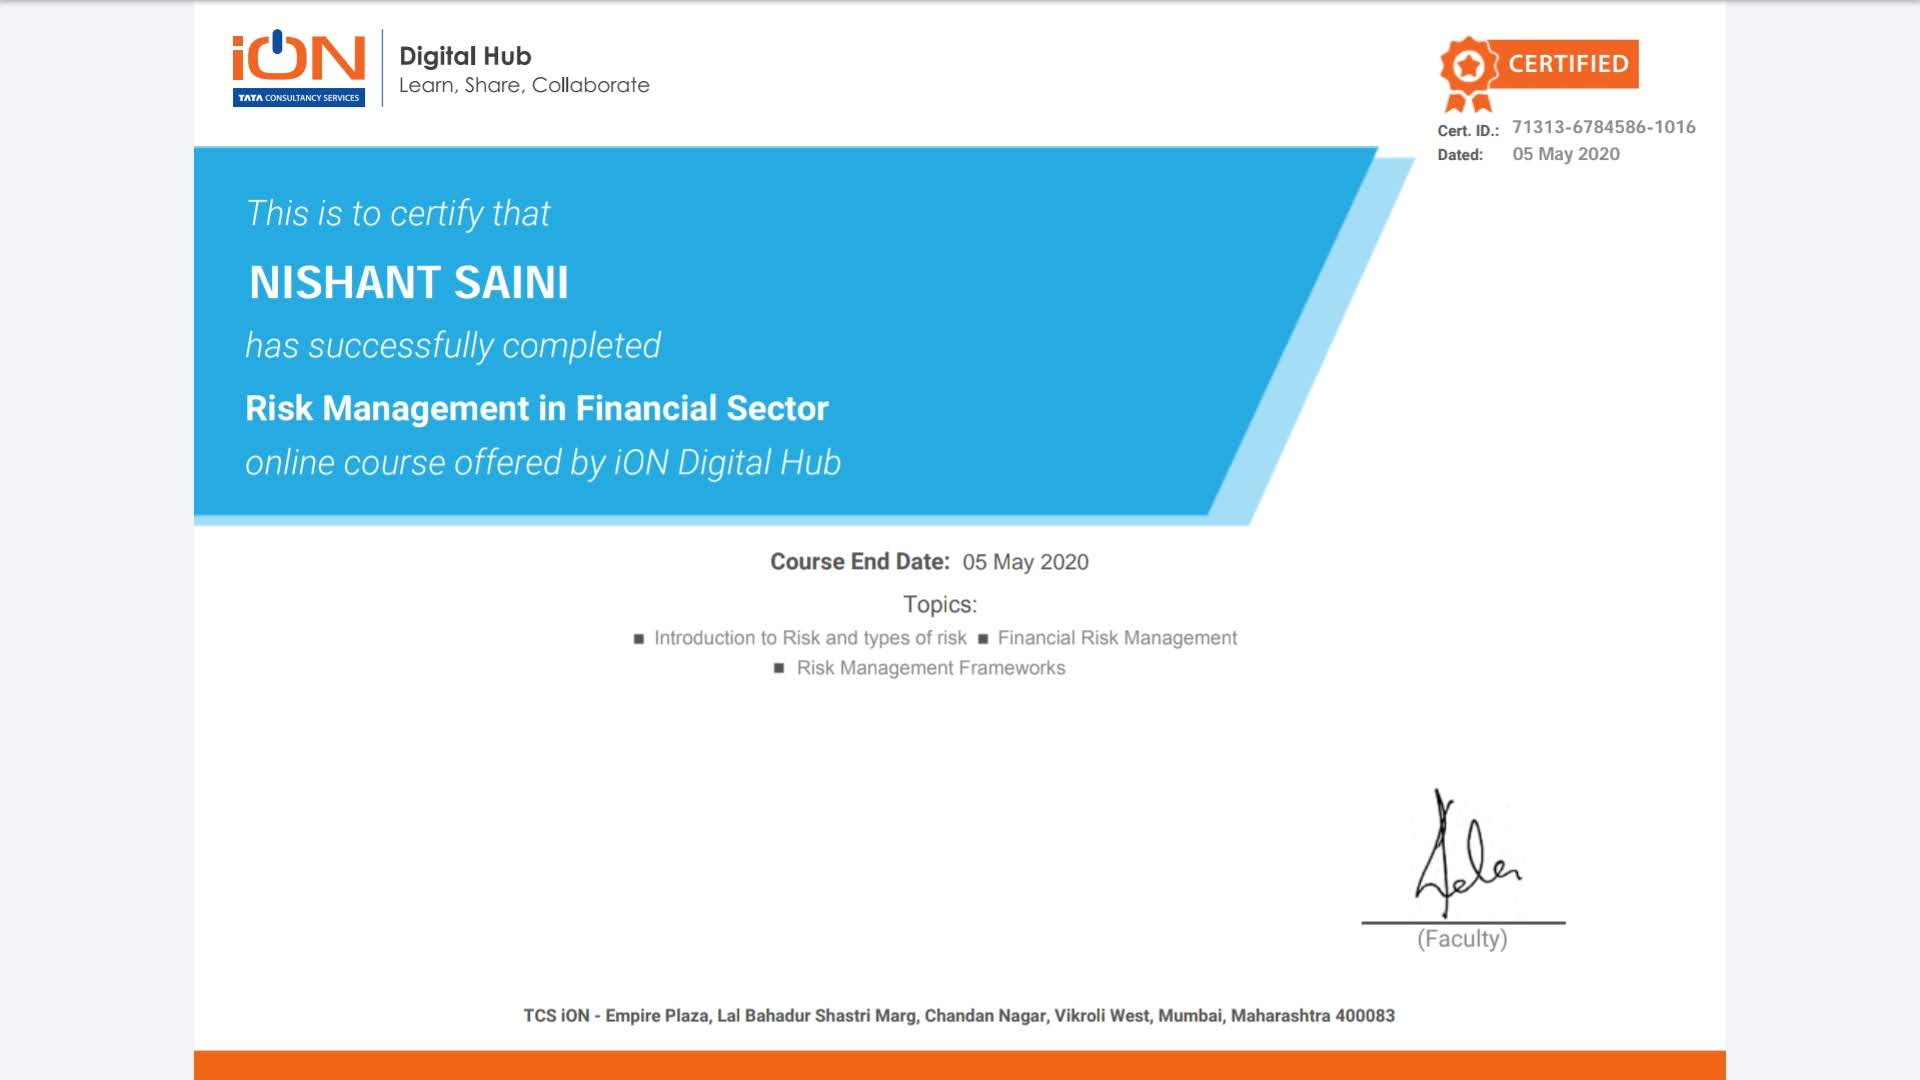 iON
TATA CONSULTANCY SERVICES
Digital Hub
Learn, Share, Collaborate
CERTIFIED
Cert. ID.: 71313-6784586-1016
Dated: 05 May 2020
This is to certify that
NISHANT SAINI
has successfully completed
Risk Management in Financial Sector
online course offered by iON Digital Hub
Course End Date: 05 May 2020
Topics:
■ Introduction to Risk and types of risk ■ Financial Risk Management
■ Risk Management Frameworks
(Faculty)
TCS iON - Empire Plaza, Lal Bahadur Shastri Marg, Chandan Nagar, Vikroli West, Mumbai, Maharashtra 400083